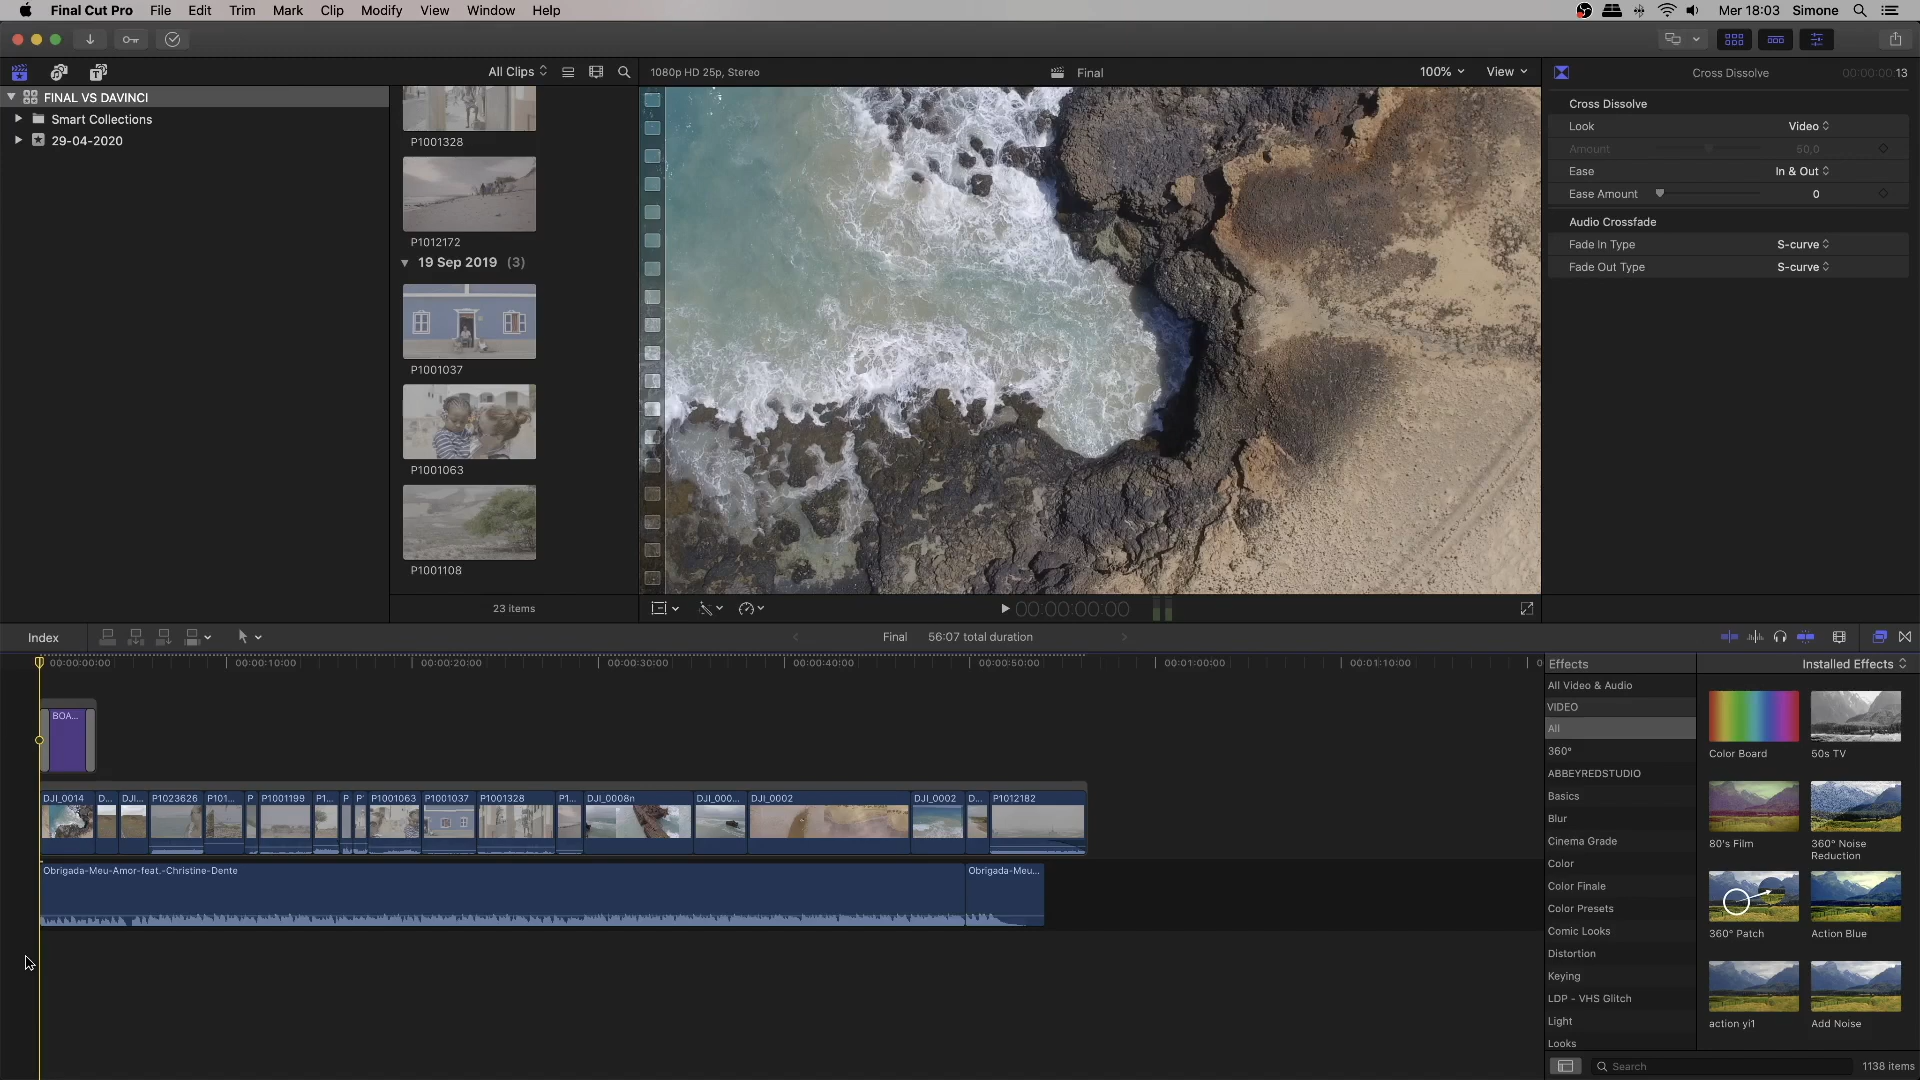 Final Cut Pro File Edit Trim Mark Clip Modify View Window Help Mer 18:03 Simone
All Clips 1080p HD 25p, Stereo Final 100% View Cross Dissolve 00:00:00:00.13
FINAL VS DAVINCI
Smart Collections
29-04-2020
P1001328
P1012172
19 Sep 2019 (3)
P1001037
P1001063
P1001108
23 items
00:00:00:00
Cross Dissolve
Look Video
Amount 50,0
Ease In & Out
Ease Amount 0
Audio Crossfade
Fade In Type S-curve
Fade Out Type S-curve
Index Final 56:07 total duration
00:00:00:00 00:00:10:00 00:00:20:00 00:00:30:00 00:00:40:00 00:00:50:00 00:01:00:00 00:01:10:00 0
BOA...
DJI_0014 D... DJI... P1023626 P101... P P1001199 P1... P P P1001063 P1001037 P1001328 P1... DJI_0008n DJI_000... DJI_0002 DJI_0002 D... P1012182
Obrigada-Meu-Amor-feat.-Christine-Dente Obrigada-Meu...
Effects Installed Effects
All Video & Audio
VIDEO
All
360°
ABBEYREDSTUDIO
Basics
Blur
Cinema Grade
Color
Color Finale
Color Presets
Comic Looks
Distortion
Keying
LDP - VHS Glitch
Light
Looks
Color Board 50s TV
80's Film 360° Noise
Reduction
360° Patch Action Blue
action yi1 Add Noise
Search 1138 items